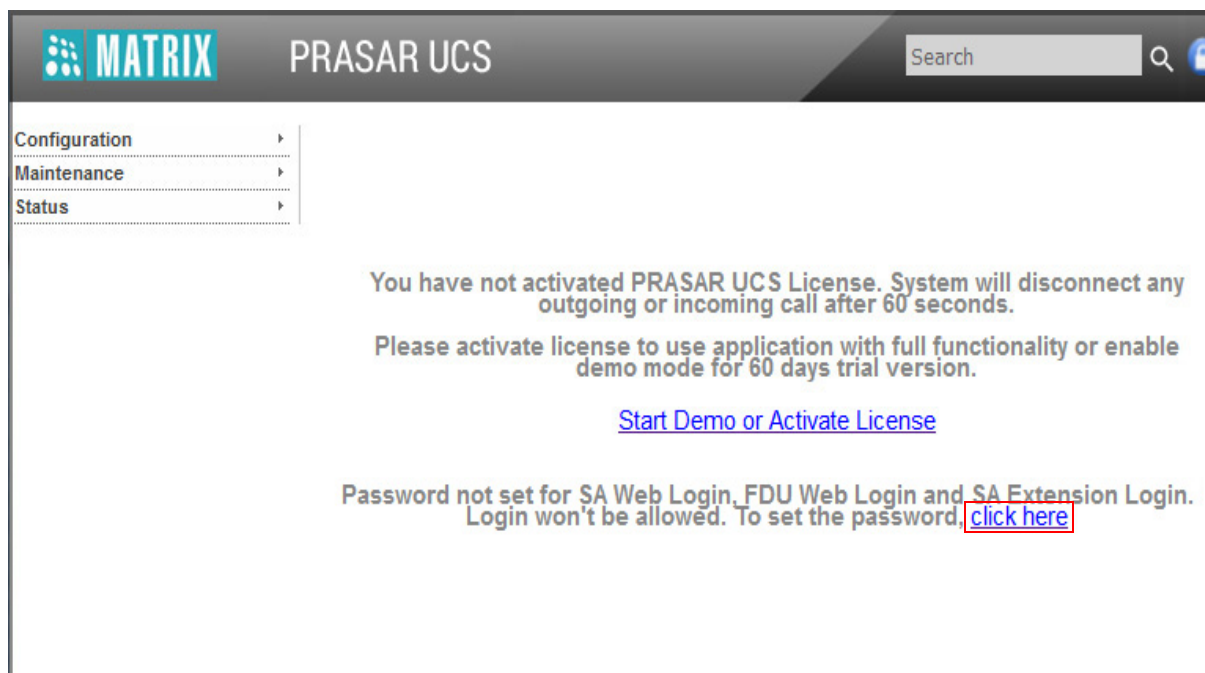 MATRIX PRASAR UCS Search
Configuration
Maintenance
Status
You have not activated PRASAR UCS License. System will disconnect any
outgoing or incoming call after 60 seconds.
Please activate license to use application with full functionality or enable
demo mode for 60 days trial version.
Start Demo or Activate License
Password not set for SA Web Login, FDU Web Login and SA Extension Login.
Login won't be allowed. To set the password, click here